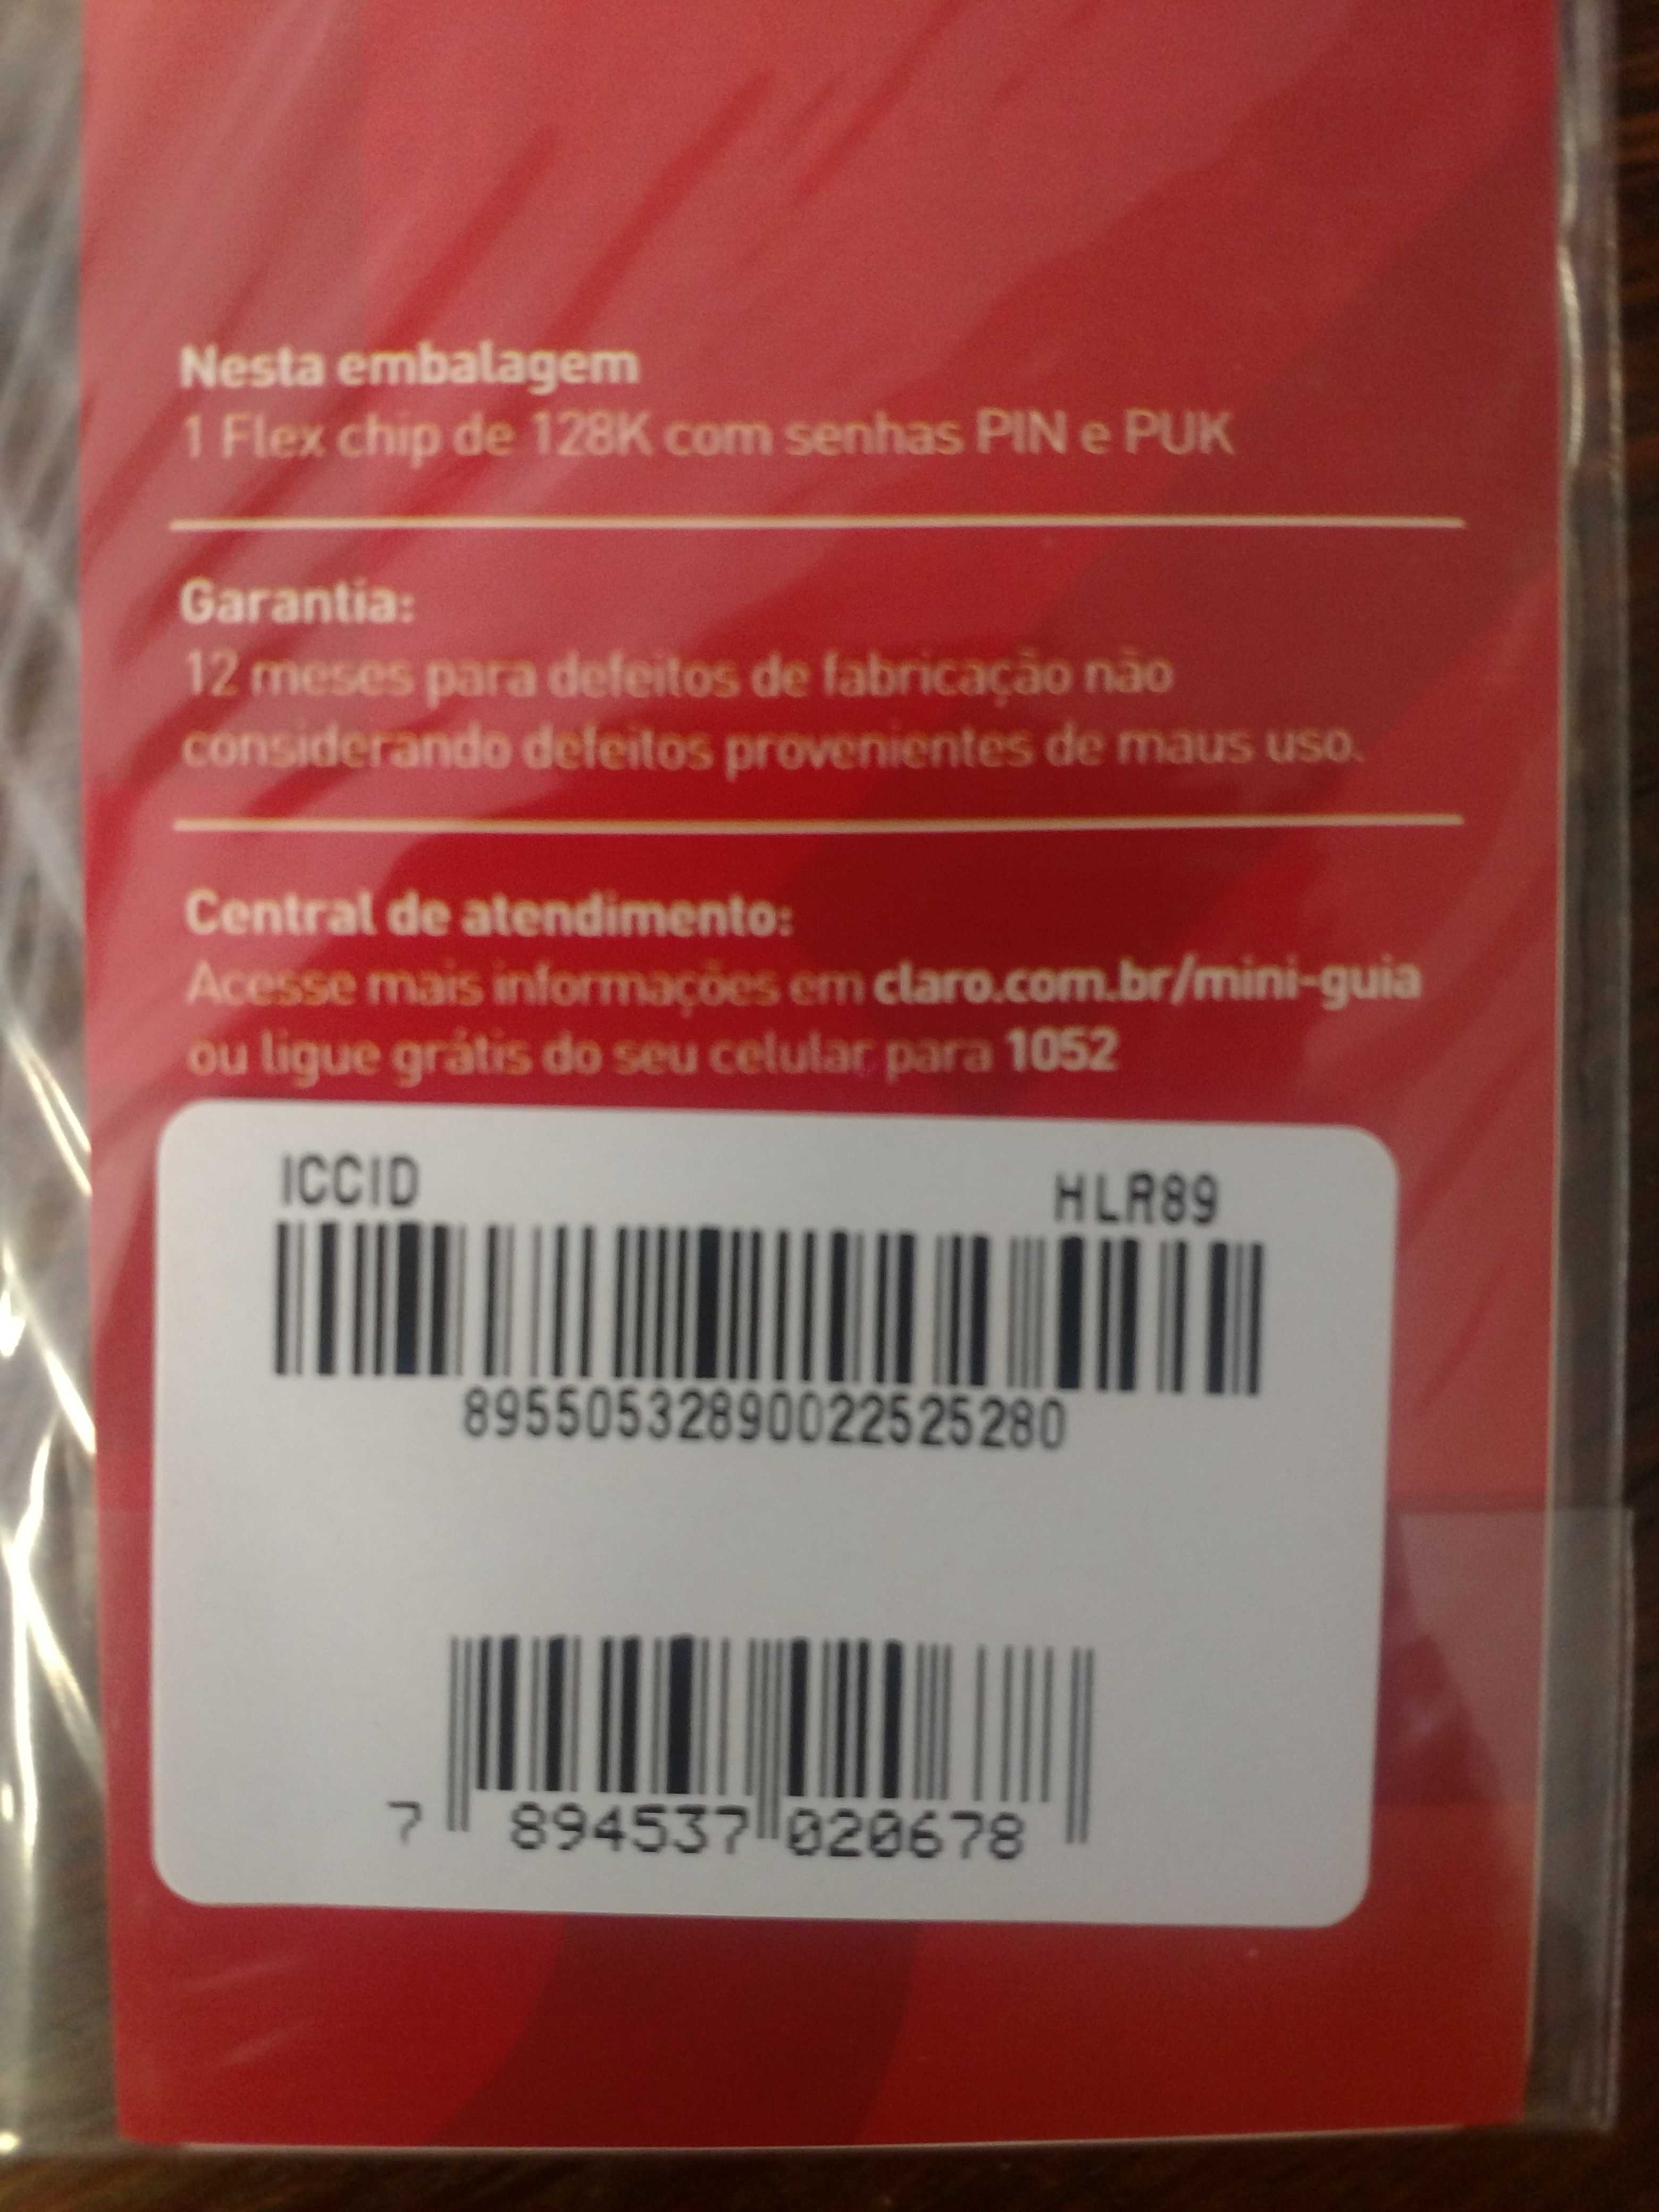 Nesta embalagem
1 Flex chip de 128K com senhas PIN e PUK
Garantia:
12 meses para defeitos de fabricação não
considerando defeitos provenientes de maus uso.
Central de atendimento:
Acesse mais informações em claro.com.br/mini-guia
ou ligue grátis do seu celular para 1052
ICCID HLR89
89550532890022525280
7 894537 020678